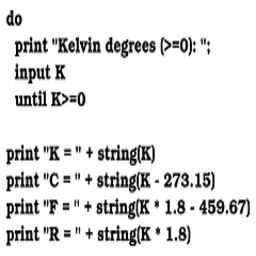 do
print "Kelvin degrees (>=0): ";
input K
until K>=0
print "K = " + string(K)
print "C = " + string(K - 273.15)
print "F = " + string(K * 1.8 - 459.67)
print "R = " + string(K * 1.8)